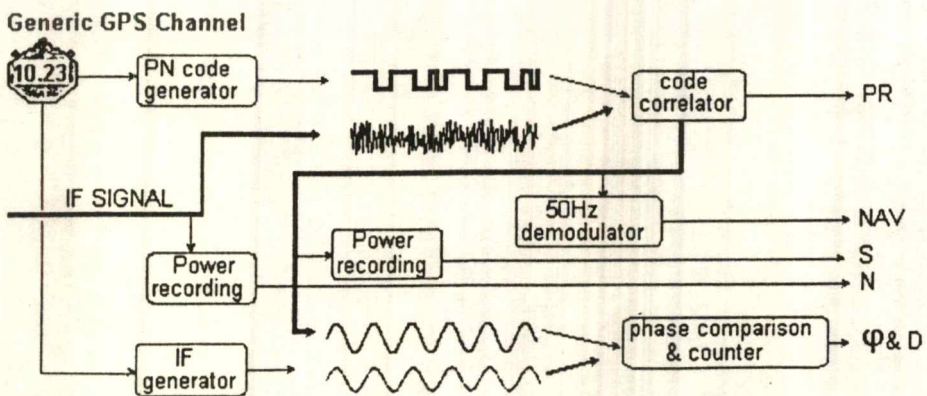 Generic GPS Channel
10.23
PN code
generator
code
correlator
PR
IF SIGNAL
50Hz
demodulator
NAV
Power
recording
S
Power
recording
N
IF
generator
phase comparison
& counter
φ & D